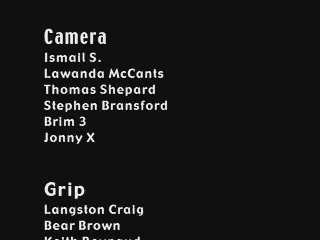 Camera
Ismail S.
Lawanda McCants
Thomas Shepard
Stephen Bransford
Brim 3
Jonny X
Grip
Langston Craig
Bear Brown